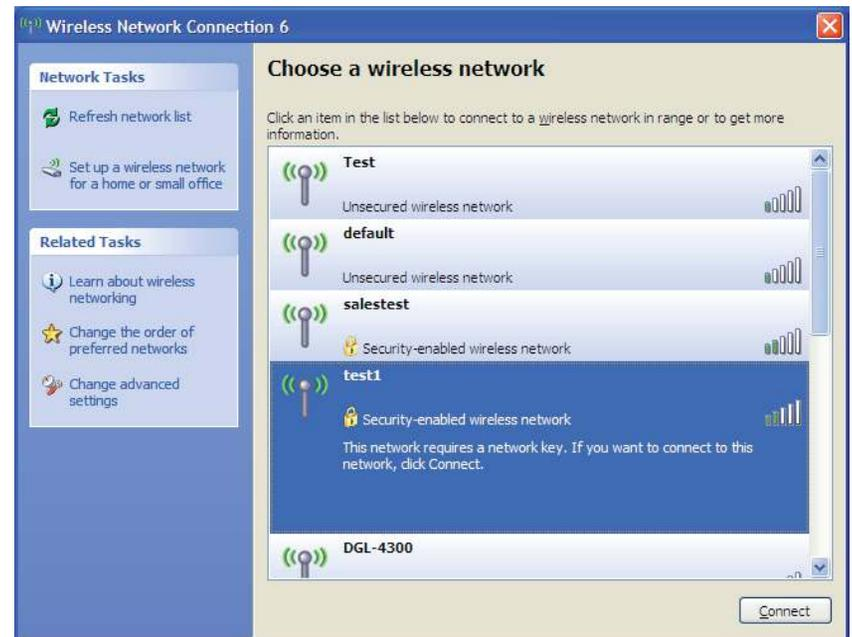 Wireless Network Connection 6
Network Tasks
Refresh network list
Set up a wireless network
for a home or small office
Related Tasks
Learn about wireless
networking
Change the order of
preferred networks
Change advanced
settings
Choose a wireless network
Click an item in the list below to connect to a wireless network in range or to get more
information.
Test
Unsecured wireless network
default
Unsecured wireless network
salestest
Security-enabled wireless network
test1
Security-enabled wireless network
This network requires a network key. If you want to connect to this
network, click Connect.
DGL-4300
Connect